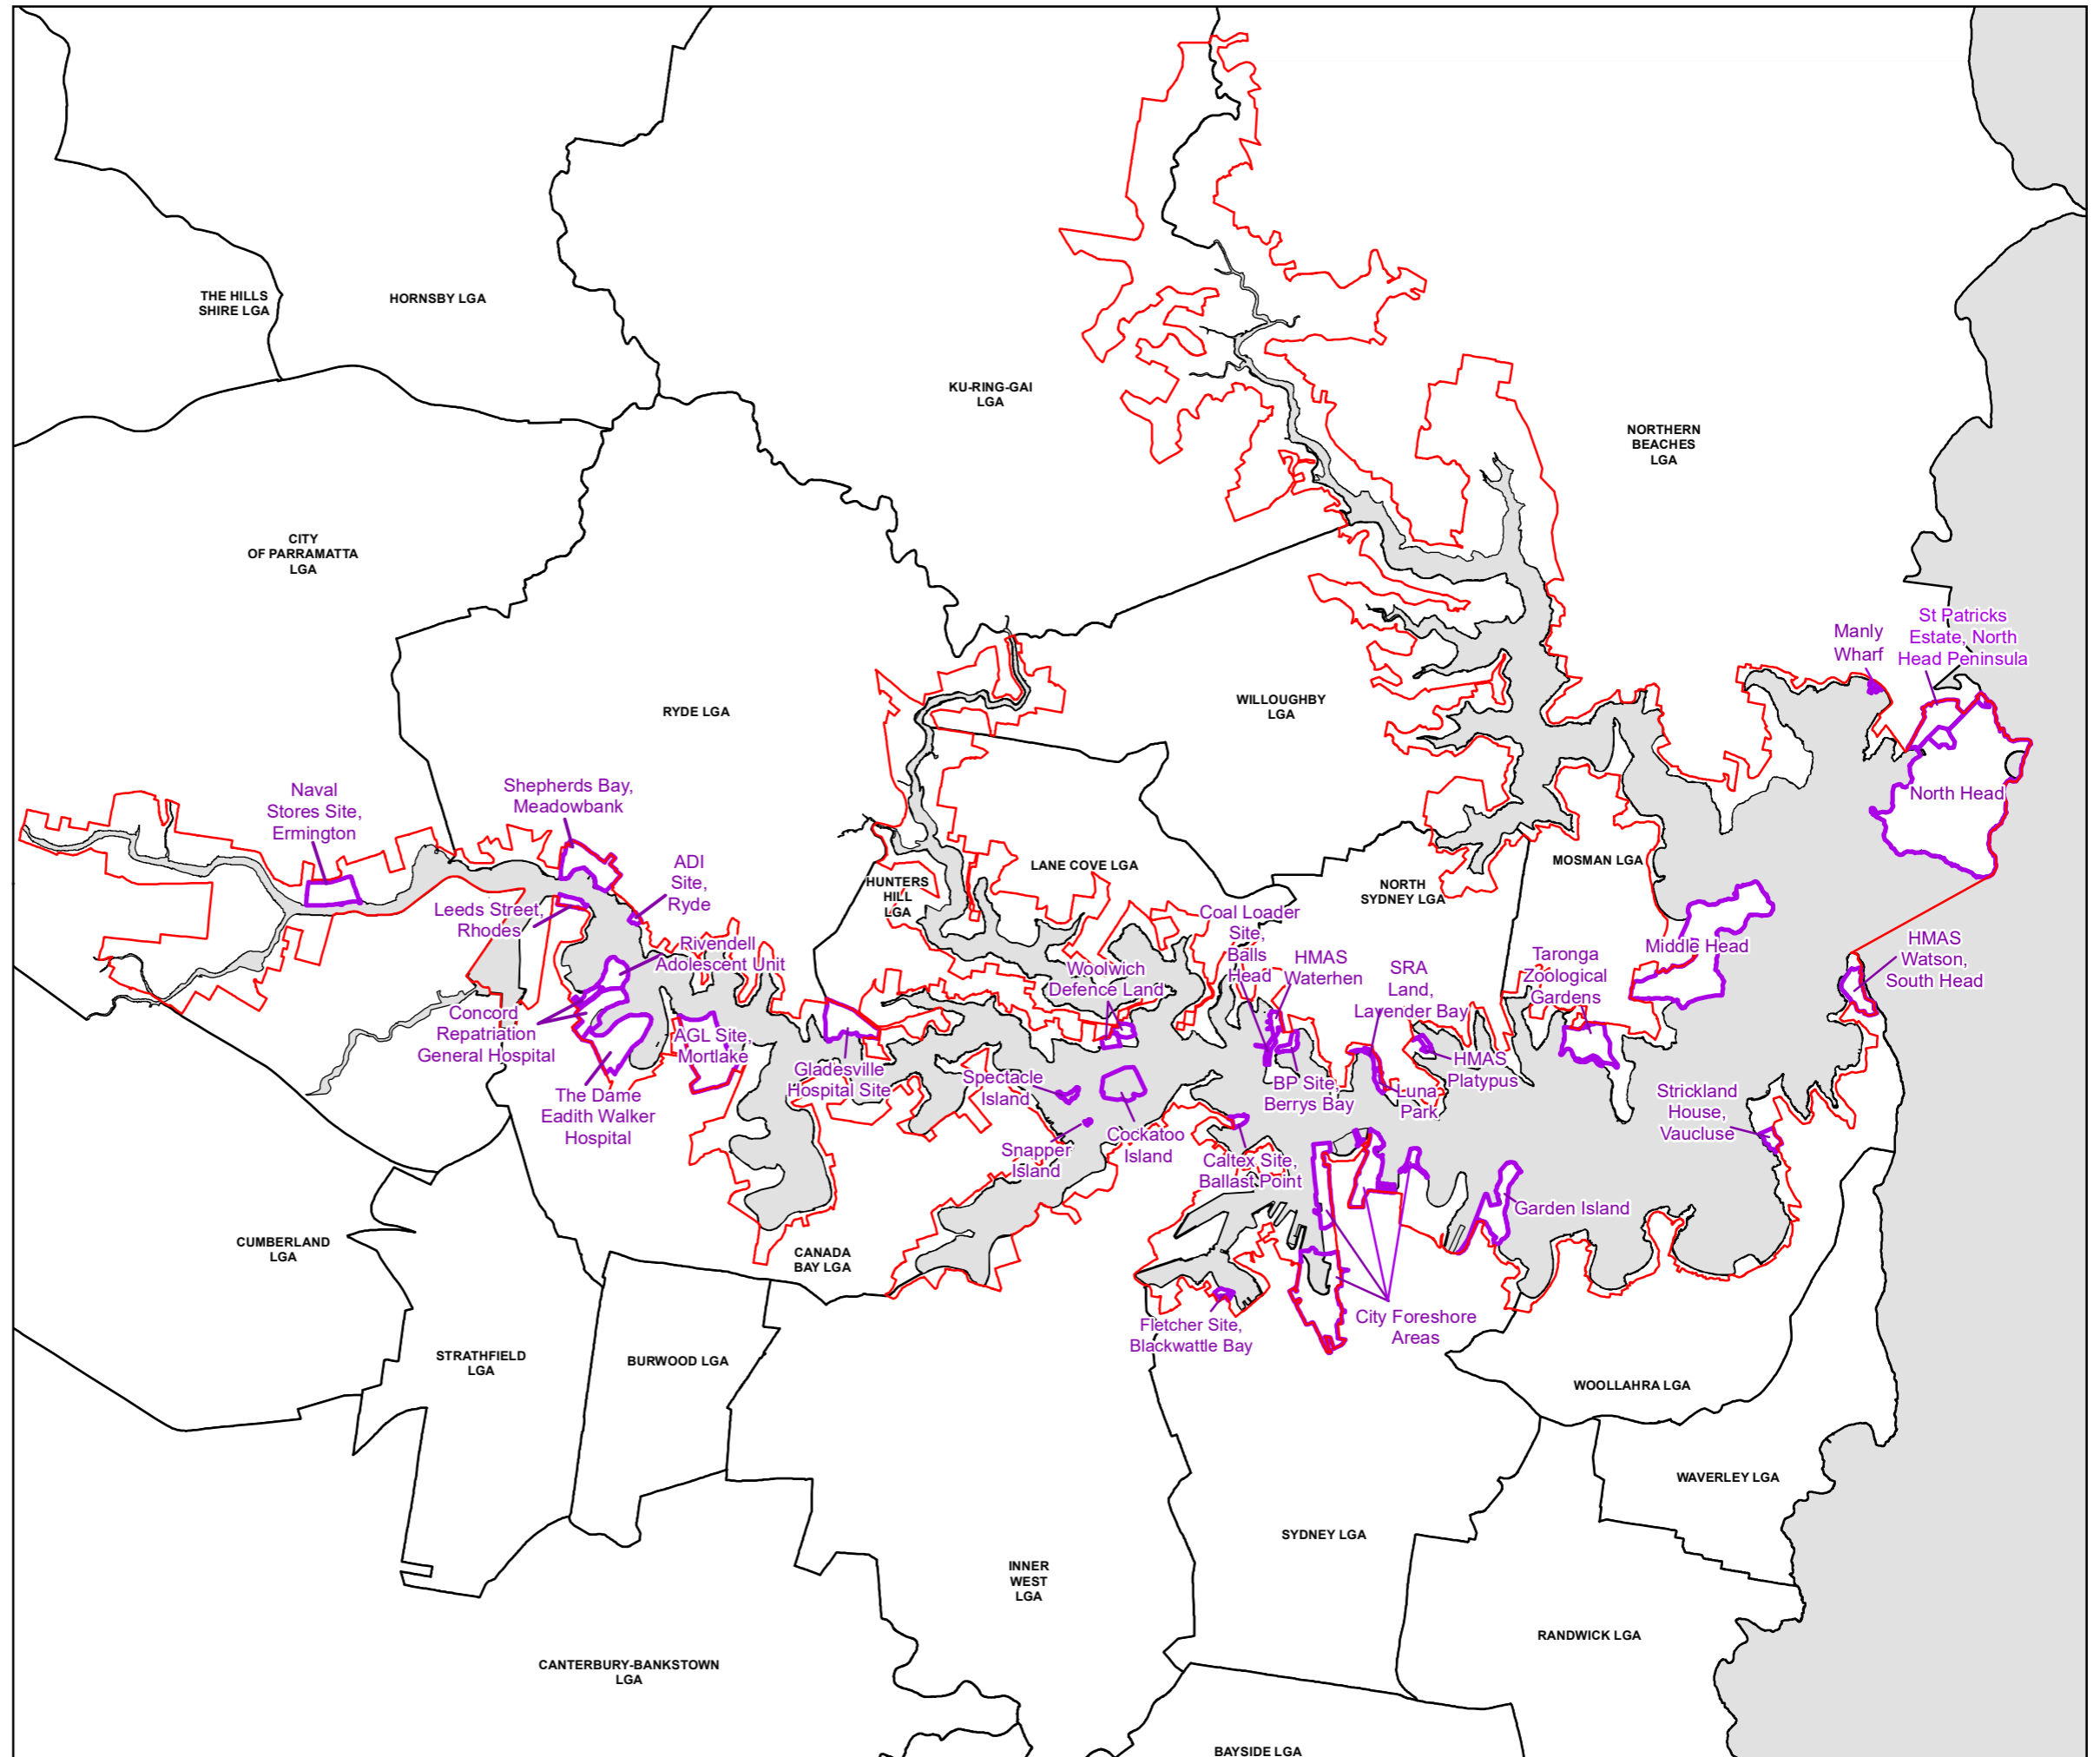 THE HILLS
SHIRE LGA
HORNSBY LGA
KU-RING-GAI
LGA
NORTHERN
BEACHES
LGA
CITY
OF PARRAMATTA
LGA
RYDE LGA
WILLOUGHBY
LGA
Manly
Wharf
St Patricks
Estate, North
Head Peninsula
North Head
Naval
Stores Site,
Ermington
Shepherds Bay,
Meadowbank
ADI
Site,
Ryde
Leeds Street,
Rhodes
Rivendell
Adolescent Unit
HUNTERS
HILL
LGA
LANE COVE LGA
NORTH
SYDNEY LGA
MOSMAN LGA
Coal Loader
Site,
Balls
Head
HMAS
Waterhen
SRA
Land,
Lavender Bay
Taronga
Zoological
Gardens
Middle Head
HMAS
Watson,
South Head
Woolwich
Defence Land
Concord
Repatriation
General Hospital
AGL Site,
Mortlake
The Dame
Eadith Walker
Hospital
Gladesville
Hospital Site
Spectacle
Island
Snapper
Island
Cockatoo
Island
BP Site,
Berrys Bay
Luna
Park
HMAS
Platypus
Strickland
House,
Vaucluse
Caltex Site,
Ballast Point
Garden Island
City Foreshore
Areas
Fletcher Site,
Blackwattle Bay
CUMBERLAND
LGA
CANADA
BAY LGA
STRATHFIELD
LGA
BURWOOD LGA
WOOLLAHRA LGA
WAVERLEY LGA
SYDNEY LGA
INNER
WEST
LGA
RANDWICK LGA
CANTERBURY-BANKSTOWN
LGA
BAYSIDE LGA